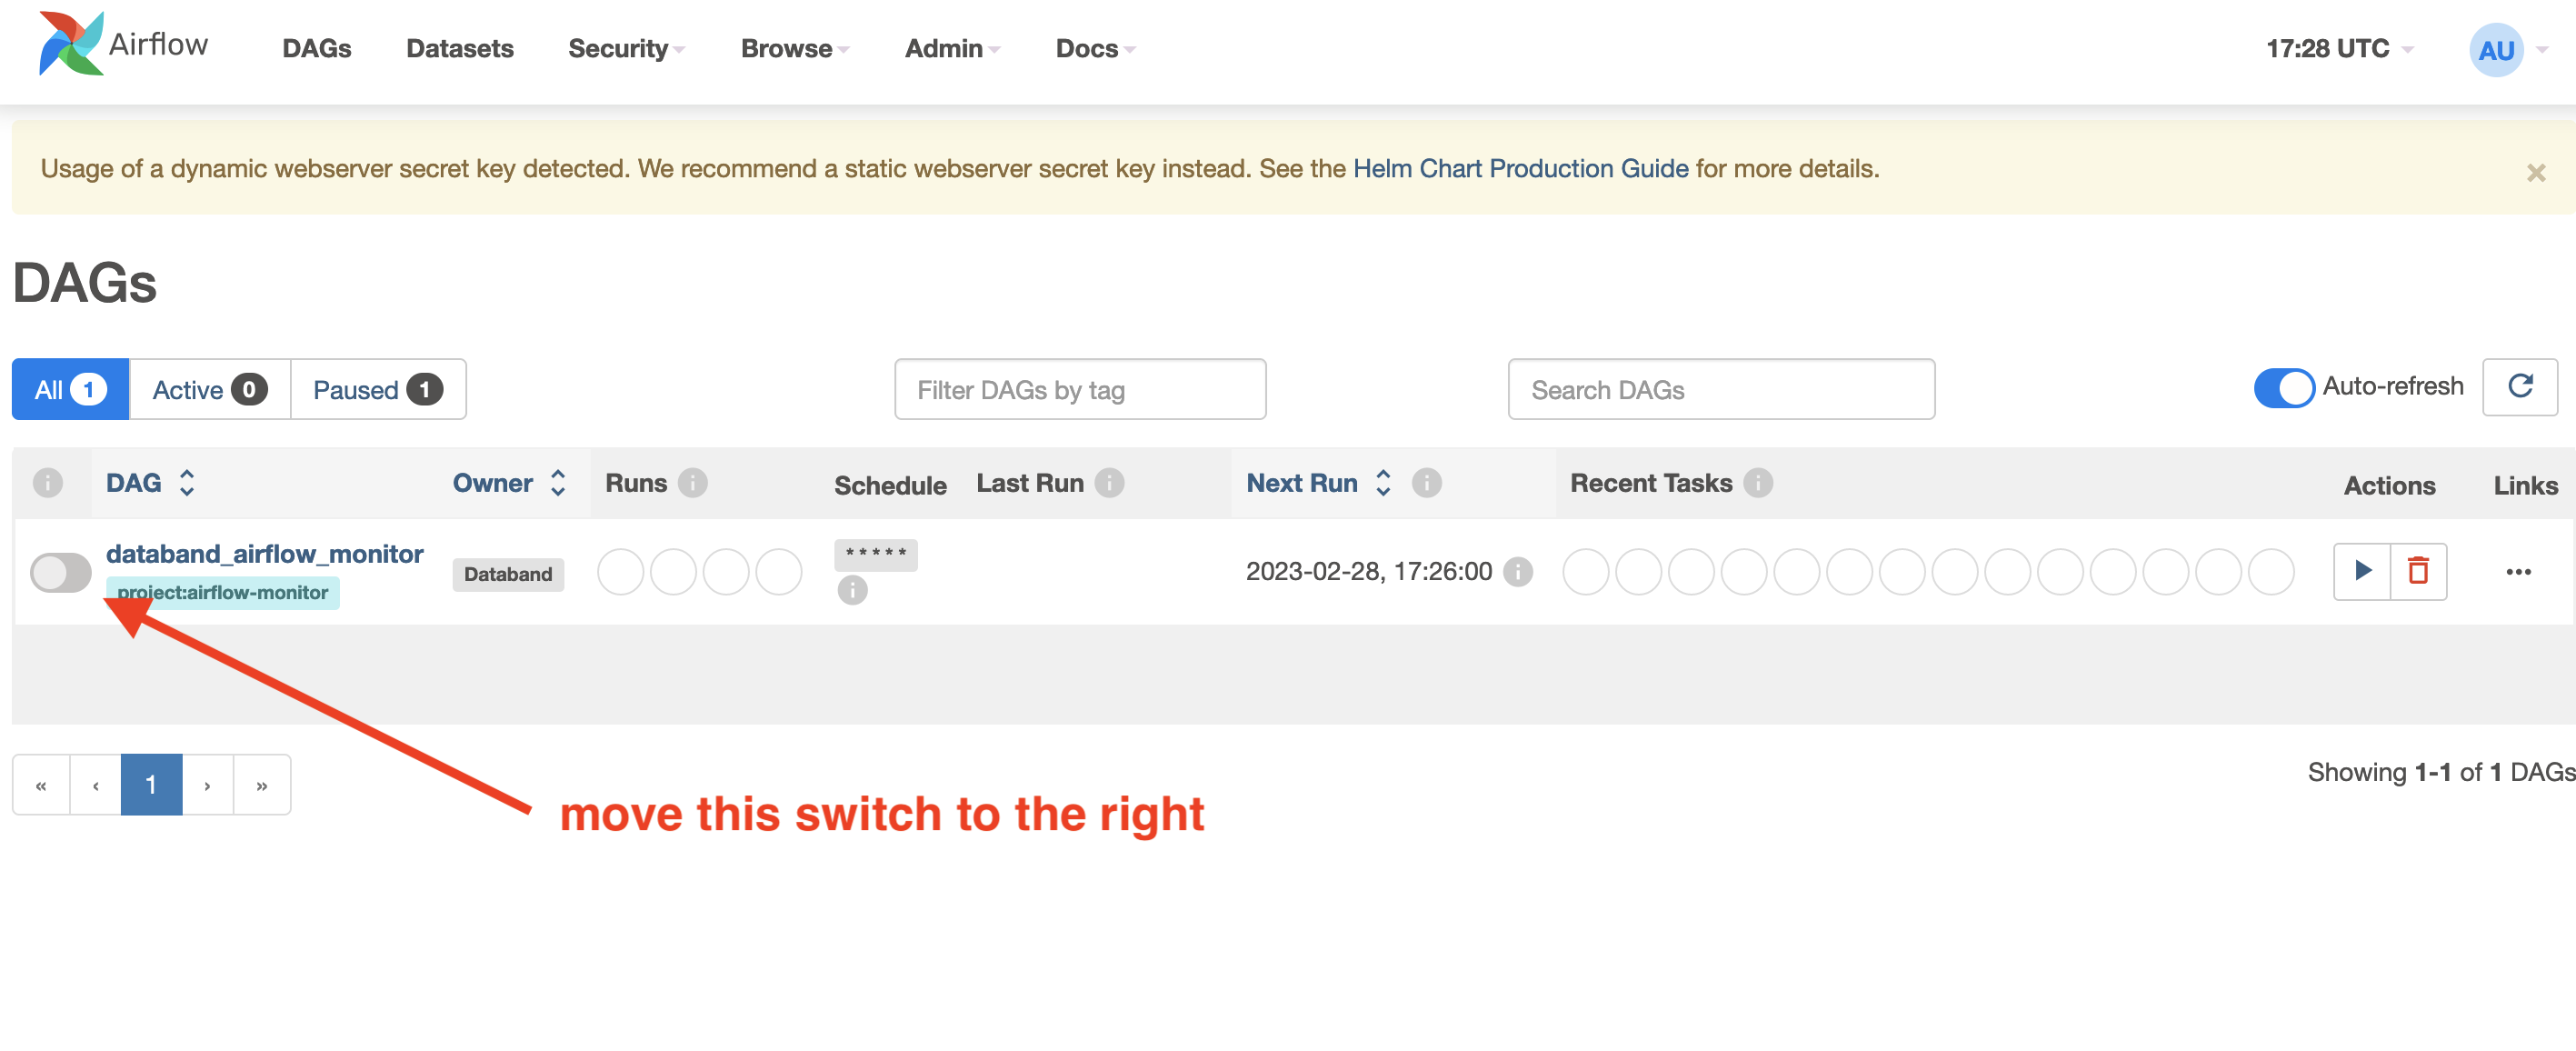 Airflow DAGs Datasets Security Browse Admin Docs 17:28 UTC AU
Usage of a dynamic webserver secret key detected. We recommend a static webserver secret key instead. See the Helm Chart Production Guide for more details. ×
DAGs
All 1 Active 0 Paused 1 Filter DAGs by tag Search DAGs Auto-refresh
i DAG Owner Runs i Schedule Last Run i Next Run i Recent Tasks i Actions Links
databand_airflow_monitor Databand * * * * * 2023-02-28, 17:26:00 i ...
project:airflow-monitor i
« ‹ 1 › » Showing 1-1 of 1 DAGs
move this switch to the right